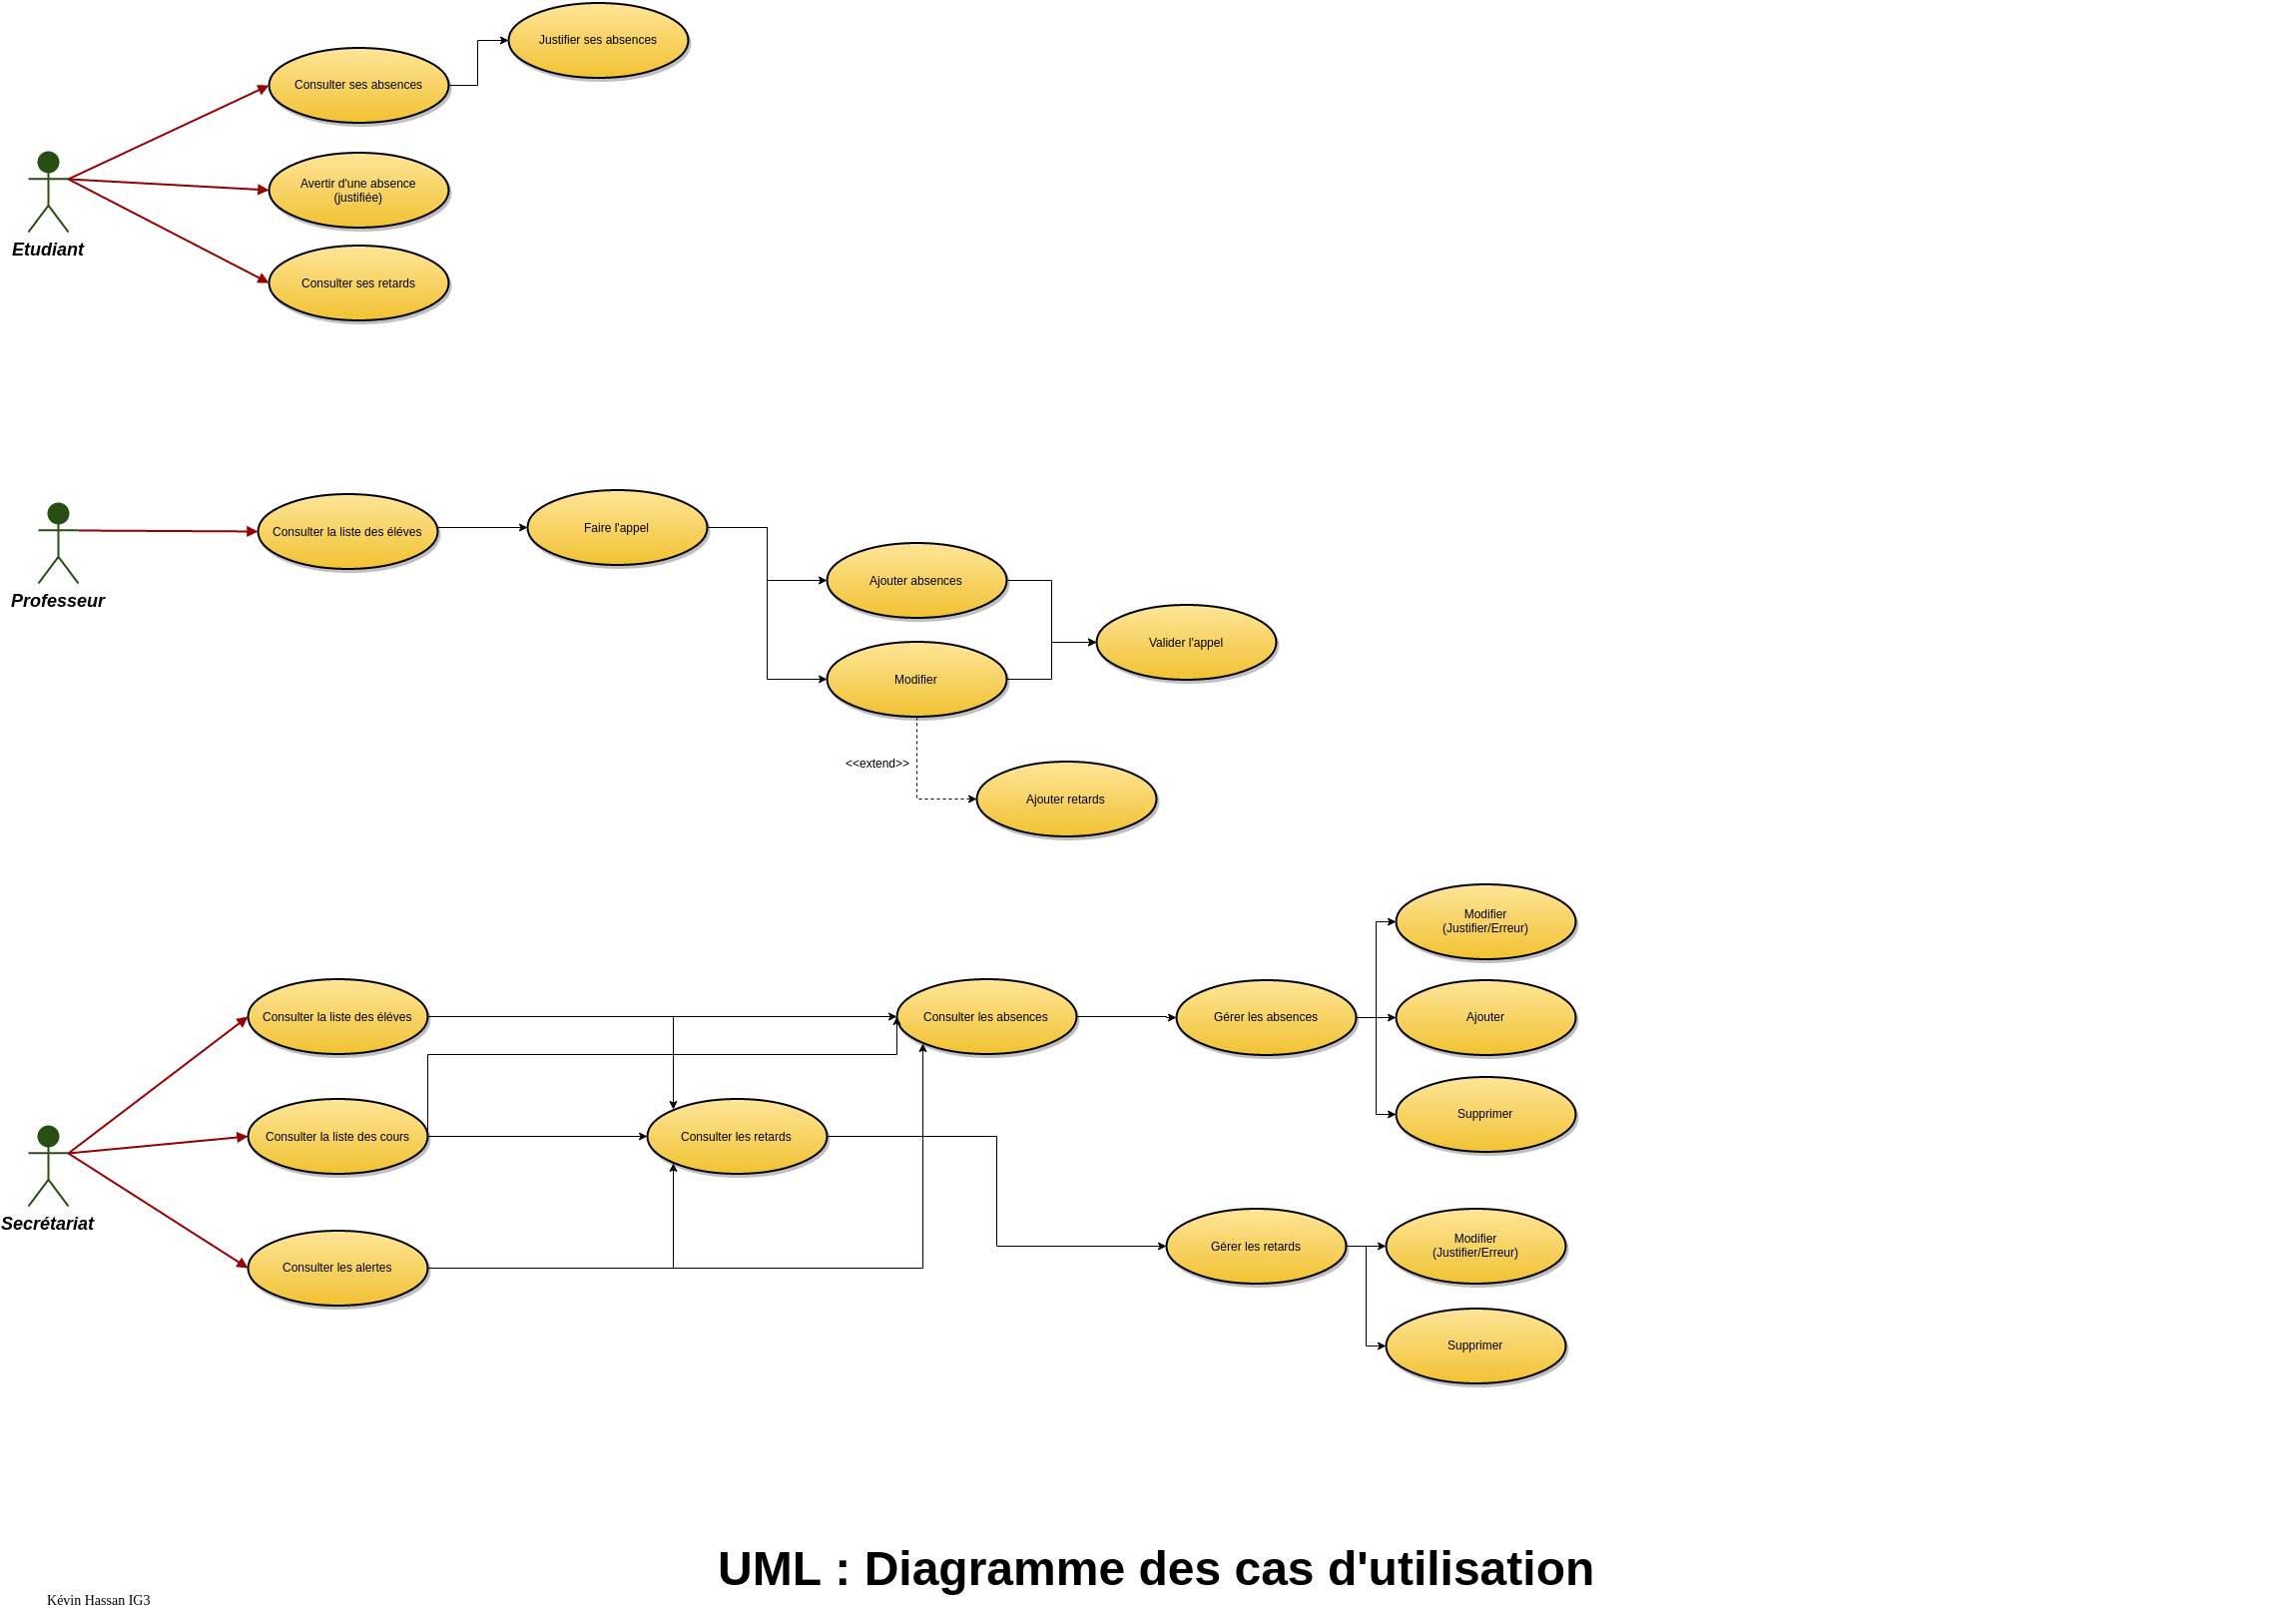 Justifier ses absences
Consulter ses absences
Avertir d'une absence
(justifiée)
Etudiant
Consulter ses retards
Consulter la liste des éléves
Faire l'appel
Ajouter absences
Professeur
Valider l'appel
Modifier
<<extend>>
Ajouter retards
Modifier
(Justifier/Erreur)
Consulter la liste des éléves
Consulter les absences
Gérer les absences
Ajouter
Supprimer
Consulter la liste des cours
Consulter les retards
Secrétariat
Consulter les alertes
Gérer les retards
Modifier
(Justifier/Erreur)
Supprimer
UML : Diagramme des cas d'utilisation
Kévin Hassan IG3